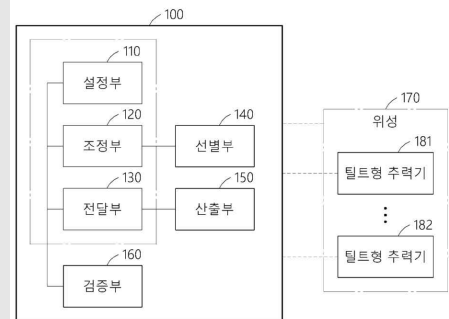 100
110
설정부
120
조정부
130
전달부
140
선별부
150
산출부
160
검증부
170
위성
181
틸트형 추력기
182
틸트형 추력기